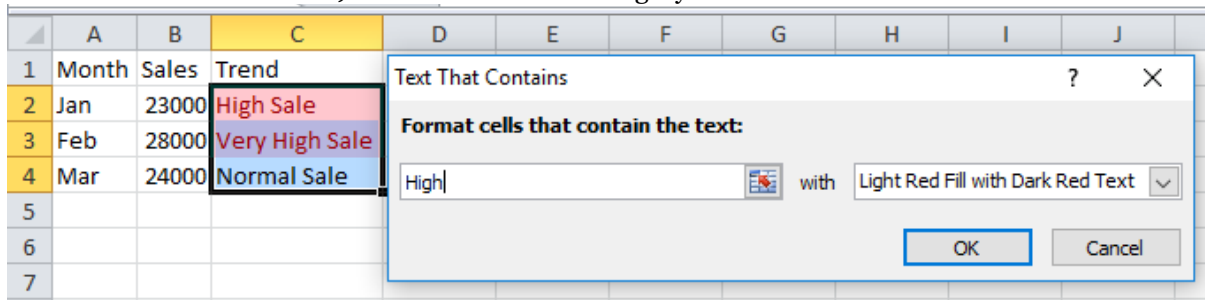 A B C D E F G H I J
1 Month Sales Trend
2 Jan 23000 High Sale
3 Feb 28000 Very High Sale
4 Mar 24000 Normal Sale
5
6
7
Text That Contains ? X
Format cells that contain the text:
High with Light Red Fill with Dark Red Text
OK Cancel